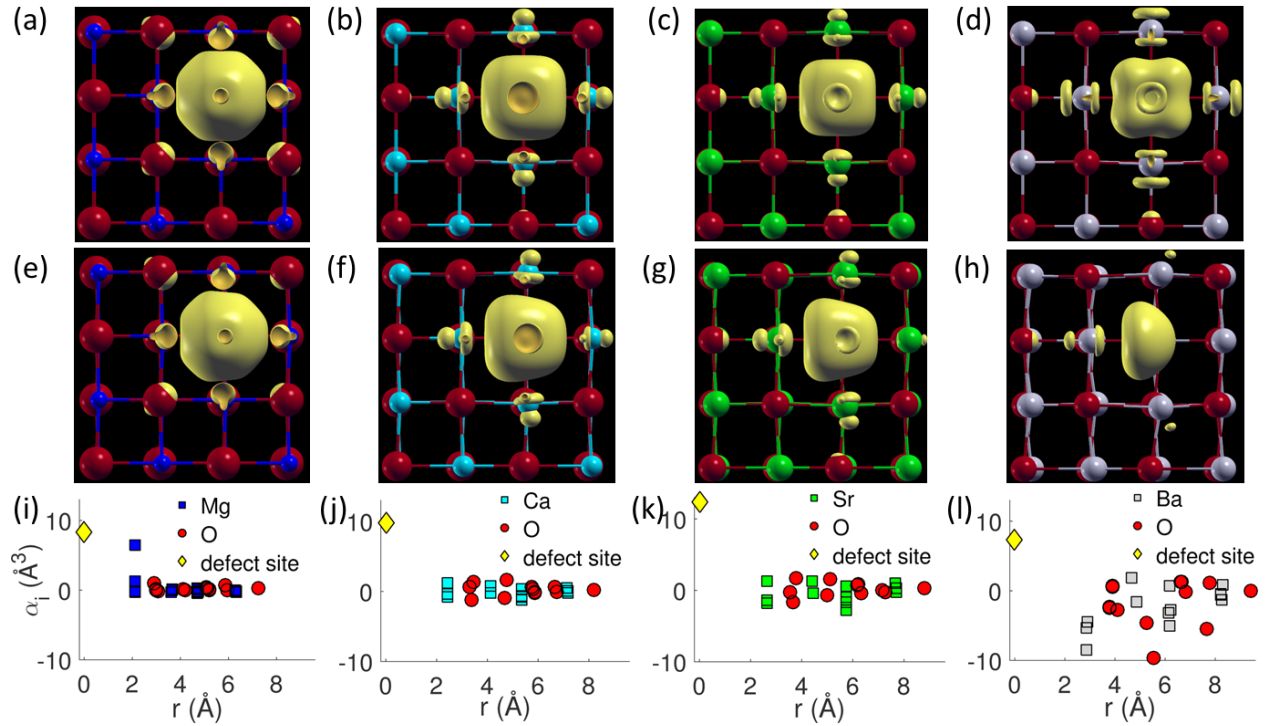 (a) (b) (c) (d)
(e) (f) (g) (h)
(i) 10 0 -10 αᵢ (Å³) Mg O defect site 0 2 4 6 8 r (Å)
(j) 10 0 -10 Ca O defect site 0 2 4 6 8 r (Å)
(k) 10 0 -10 Sr O defect site 0 2 4 6 8 r (Å)
(l) 10 0 -10 Ba O defect site 0 2 4 6 8 r (Å)